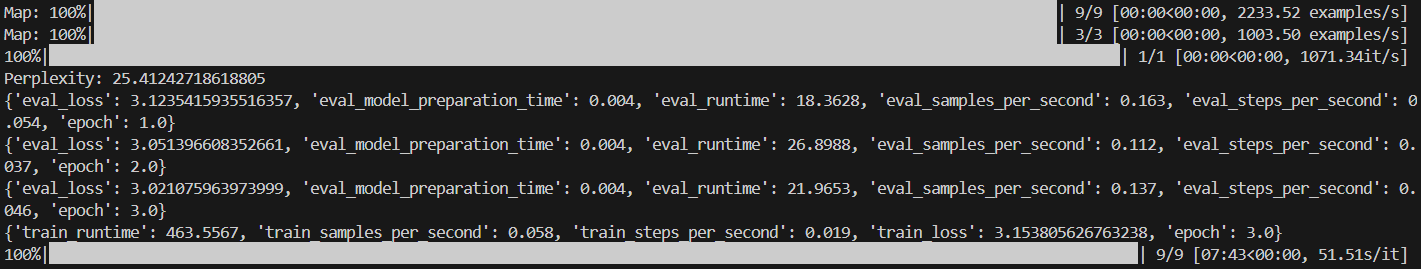 Map: 100%| | 9/9 [00:00<00:00, 2233.52 examples/s]
Map: 100%| | 3/3 [00:00<00:00, 1003.50 examples/s]
100%| | 1/1 [00:00<00:00, 1071.34it/s]
Perplexity: 25.41242718618805
{'eval_loss': 3.1235415935516357, 'eval_model_preparation_time': 0.004, 'eval_runtime': 18.3628, 'eval_samples_per_second': 0.163, 'eval_steps_per_second': 0
.054, 'epoch': 1.0}
{'eval_loss': 3.051396608352661, 'eval_model_preparation_time': 0.004, 'eval_runtime': 26.8988, 'eval_samples_per_second': 0.112, 'eval_steps_per_second': 0.
037, 'epoch': 2.0}
{'eval_loss': 3.021075963973999, 'eval_model_preparation_time': 0.004, 'eval_runtime': 21.9653, 'eval_samples_per_second': 0.137, 'eval_steps_per_second': 0.
046, 'epoch': 3.0}
{'train_runtime': 463.5567, 'train_samples_per_second': 0.058, 'train_steps_per_second': 0.019, 'train_loss': 3.153805626763238, 'epoch': 3.0}
100%| | 9/9 [07:43<00:00, 51.51s/it]